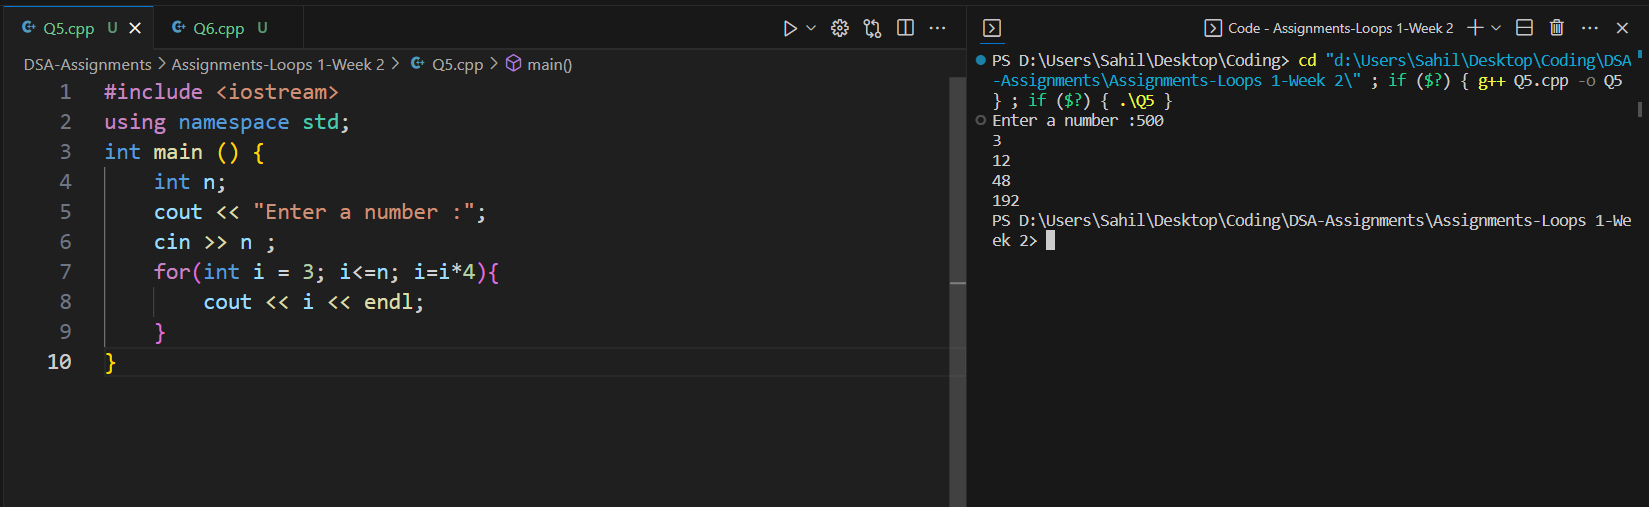 Q5.cpp U Q6.cpp U
DSA-Assignments > Assignments-Loops 1-Week 2 > Q5.cpp > main()
1 #include <iostream>
2 using namespace std;
3 int main () {
4 int n;
5 cout << "Enter a number :";
6 cin >> n ;
7 for(int i = 3; i<=n; i=i*4){
8 cout << i << endl;
9 }
10 }
Code - Assignments-Loops 1-Week 2
PS D:\Users\Sahil\Desktop\Coding> cd "d:\Users\Sahil\Desktop\Coding\DSA
-Assignments\Assignments-Loops 1-Week 2\" ; if ($?) { g++ Q5.cpp -o Q5
} ; if ($?) { .\Q5 }
Enter a number :500
3
12
48
192
PS D:\Users\Sahil\Desktop\Coding\DSA-Assignments\Assignments-Loops 1-We
ek 2>